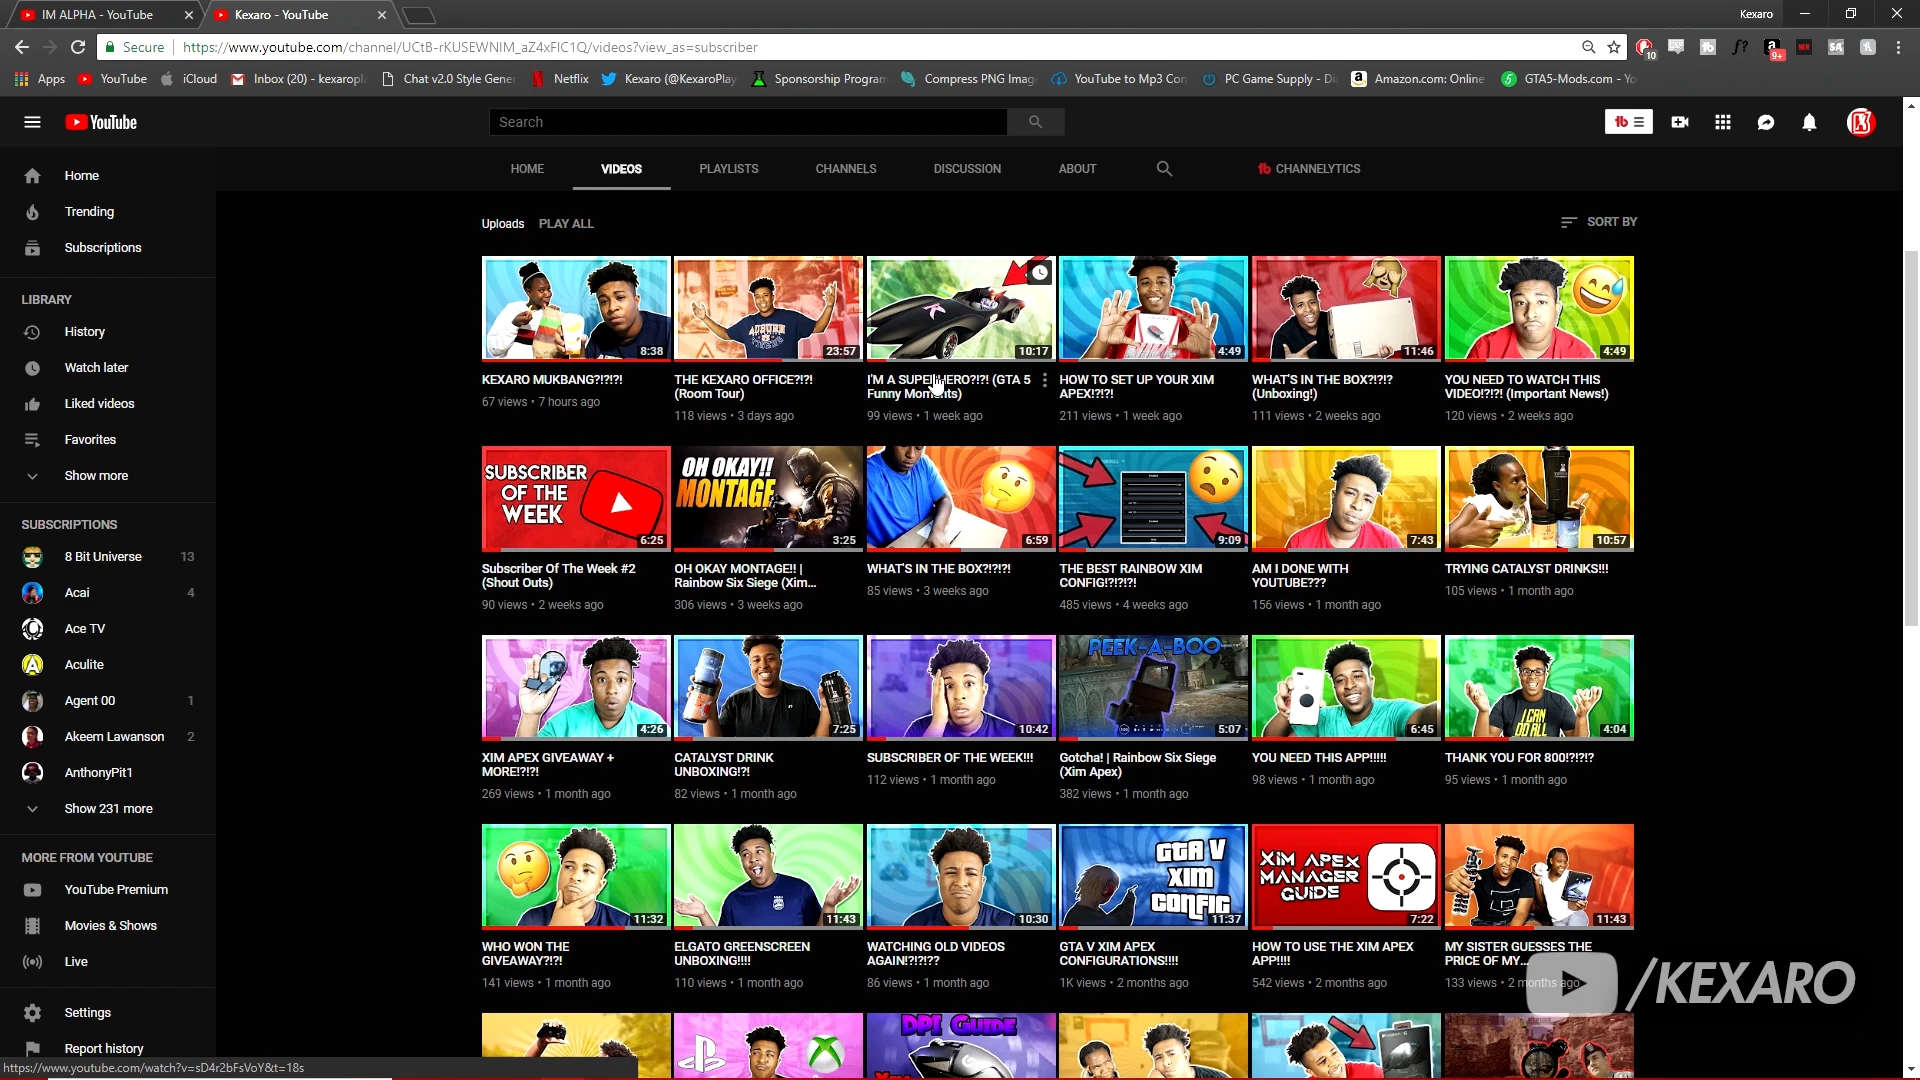 IM ALPHA - YouTube
Kexaro - YouTube
Kexaro
Secure
https://www.youtube.com/channel/UCtB-rKUSEWNIM_aZ4xFIC1Q/videos?view_as=subscriber
10
9+
Apps
YouTube
iCloud
Inbox (20) - kexaropl
Chat v2.0 Style Gener
Netflix
Kexaro (@KexaroPlay
Sponsorship Program
Compress PNG Imag
YouTube to Mp3 Con
PC Game Supply - Di
Amazon.com: Online
GTA5-Mods.com - Yo
YouTube
Search
HOME
VIDEOS
PLAYLISTS
CHANNELS
DISCUSSION
ABOUT
CHANNELYTICS
Home
Trending
Subscriptions
LIBRARY
History
Watch later
Liked videos
Favorites
Show more
SUBSCRIPTIONS
8 Bit Universe 13
Acai 4
Ace TV
Aculite
Agent 00 1
Akeem Lawanson 2
AnthonyPit1
Show 231 more
MORE FROM YOUTUBE
YouTube Premium
Movies & Shows
Live
Settings
Report history
Uploads PLAY ALL
SORT BY
8:38
KEXARO MUKBANG?!?!?!
67 views • 7 hours ago
AUBURN
23:57
THE KEXARO OFFICE?!?!
(Room Tour)
118 views • 3 days ago
10:17
I'M A SUPERHERO?!?! (GTA 5
Funny Moments)
99 views • 1 week ago
4:49
HOW TO SET UP YOUR XIM
APEX!?!?!
211 views • 1 week ago
11:46
WHAT'S IN THE BOX?!?!?
(Unboxing!)
111 views • 2 weeks ago
4:49
YOU NEED TO WATCH THIS
VIDEO!?!?! (Important News!)
120 views • 2 weeks ago
SUBSCRIBER
OF THE
WEEK
6:25
Subscriber Of The Week #2
(Shout Outs)
90 views • 2 weeks ago
OH OKAY!!
MONTAGE
3:25
OH OKAY MONTAGE!! |
Rainbow Six Siege (Xim...
306 views • 3 weeks ago
6:59
WHAT'S IN THE BOX?!?!?!
85 views • 3 weeks ago
9:09
THE BEST RAINBOW XIM
CONFIG!?!?!?!
485 views • 4 weeks ago
7:43
AM I DONE WITH
YOUTUBE???
156 views • 1 month ago
10:57
TRYING CATALYST DRINKS!!!
105 views • 1 month ago
4:26
XIM APEX GIVEAWAY +
MORE!?!?!
269 views • 1 month ago
7:25
CATALYST DRINK
UNBOXING!?!
82 views • 1 month ago
10:42
SUBSCRIBER OF THE WEEK!!!
112 views • 1 month ago
PEEK-A-BOO
5:07
Gotcha! | Rainbow Six Siege
(Xim Apex)
382 views • 1 month ago
6:45
YOU NEED THIS APP!!!!!
98 views • 1 month ago
I CAN
DO ALL
4:04
THANK YOU FOR 800!?!?!?
95 views • 1 month ago
11:32
WHO WON THE
GIVEAWAY?!?!
141 views • 1 month ago
11:43
ELGATO GREENSCREEN
UNBOXING!!!!
110 views • 1 month ago
10:30
WATCHING OLD VIDEOS
AGAIN!?!?!??
86 views • 1 month ago
GTA V
XIM
CONFIG
11:37
GTA V XIM APEX
CONFIGURATIONS!!!!
1K views • 2 months ago
XIM APEX
MANAGER
GUIDE
7:22
HOW TO USE THE XIM APEX
APP!!!!
542 views • 2 months ago
11:43
MY SISTER GUESSES THE
PRICE OF MY...
133 views • 2 months ago
DPI GUIDE
/KEXARO
https://www.youtube.com/watch?v=sD4r2bFsVoY&t=18s